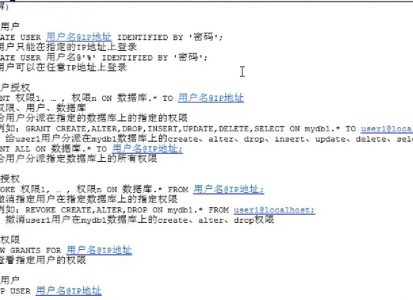 用户
ATE USER 用户名@IP地址 IDENTIFIED BY '密码';
用户只能在指定的IP地址上登录
ATE USER 用户名@'%' IDENTIFIED BY '密码';
用户可以在任意IP地址上登录
户授权
NT 权限1, … , 权限n ON 数据库.* TO 用户名@IP地址
权限、用户、数据库
给用户分派在指定的数据库上的指定的权限
例如: GRANT CREATE,ALTER,DROP,INSERT,UPDATE,DELETE,SELECT ON mydb1.* TO user1@loca
给user1用户分派在mydb1数据库上的create、alter、drop、insert、update、delete、sele
NT ALL ON 数据库.* TO 用户名@IP地址;
给用户分派指定数据库上的所有权限
授权
OKE 权限1, … , 权限n ON 数据库.* FROM 用户名@IP地址;
撤消指定用户在指定数据库上的指定权限
例如: REVOKE CREATE,ALTER,DROP ON mydb1.* FROM user1@localhost;
撤消user1用户在mydb1数据库上的create、alter、drop权限
权限
W GRANTS FOR 用户名@IP地址
查看指定用户的权限
用户
P USER 用户名@IP地址